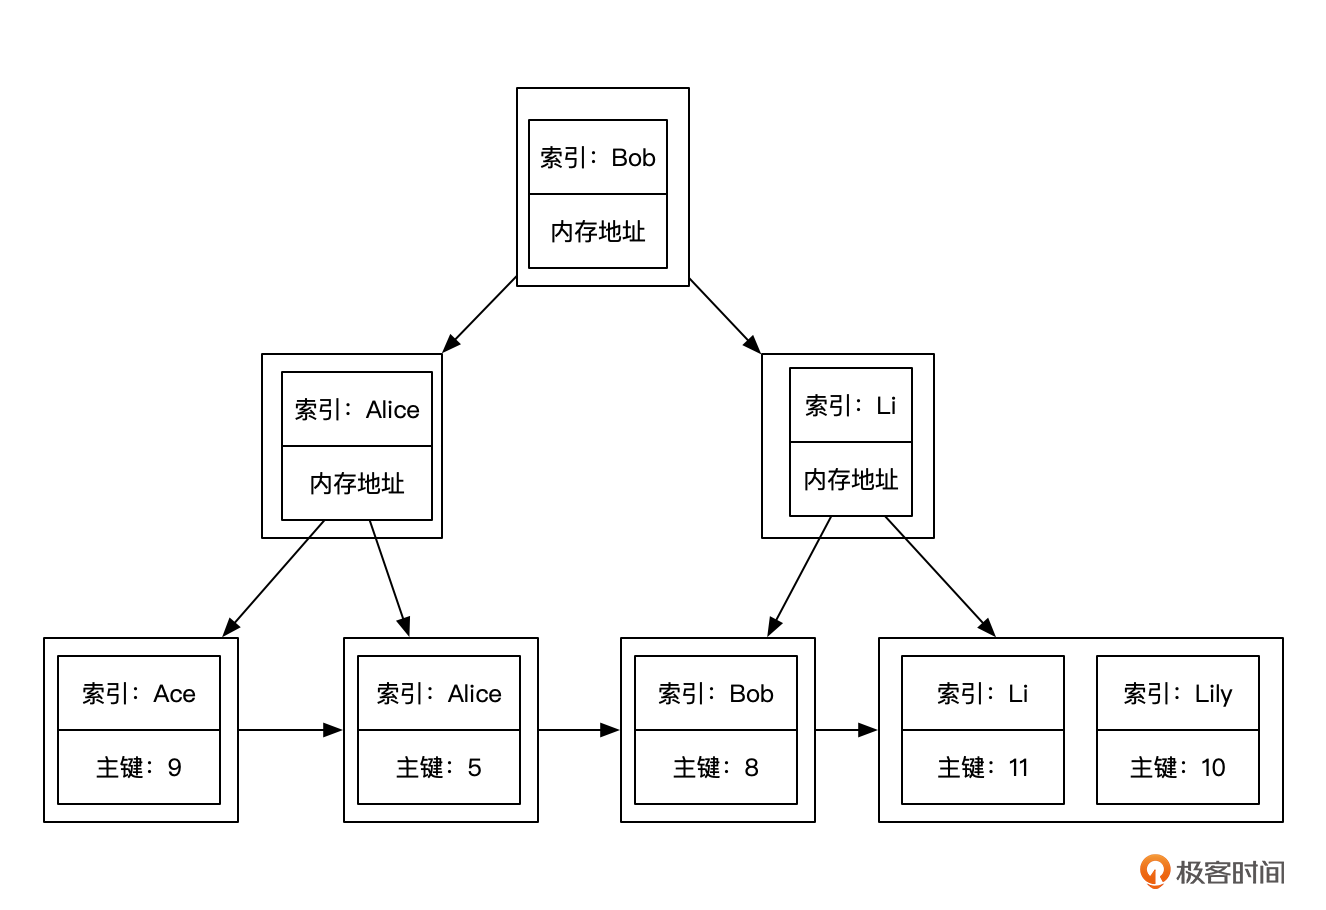 索引：Bob
内存地址
索引：Alice
内存地址
索引：Li
内存地址
索引：Ace
主键：9
索引：Alice
主键：5
索引：Bob
主键：8
索引：Li
主键：11
索引：Lily
主键：10
极客时间